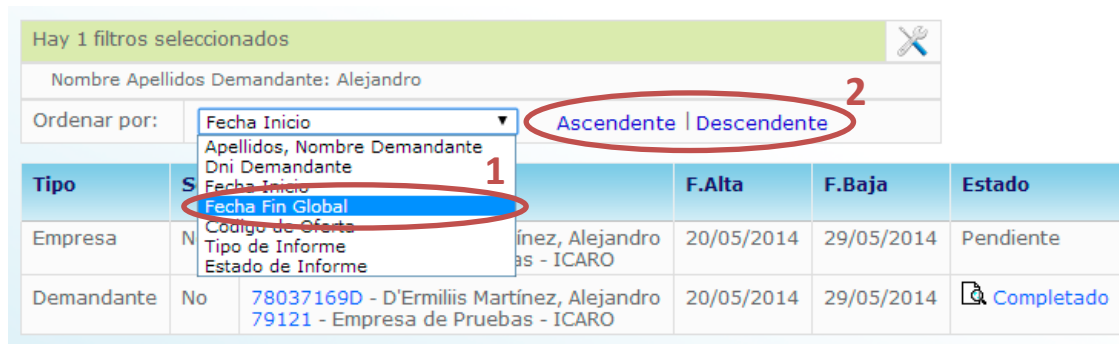 Hay 1 filtros seleccionados
Nombre Apellidos Demandante: Alejandro
2
Ordenar por: Fecha Inicio Ascendente | Descendente
Apellidos, Nombre Demandante
Dni Demandante
1
Fecha Inicio
Fecha Fin Global
Código de Oferta
Tipo de Informe
Estado de Informe
Tipo S F.Alta F.Baja Estado
Empresa N ínez, Alejandro 20/05/2014 29/05/2014 Pendiente
as - ICARO
Demandante No 78037169D - D'Ermiliis Martínez, Alejandro 20/05/2014 29/05/2014 Completado
79121 - Empresa de Pruebas - ICARO